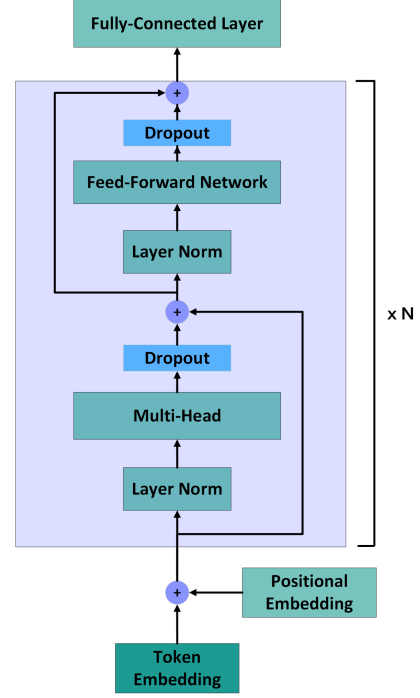 Fully-Connected Layer
+
Dropout
Feed-Forward Network
Layer Norm
+
x N
Dropout
Multi-Head
Layer Norm
+
Positional
Embedding
Token
Embedding